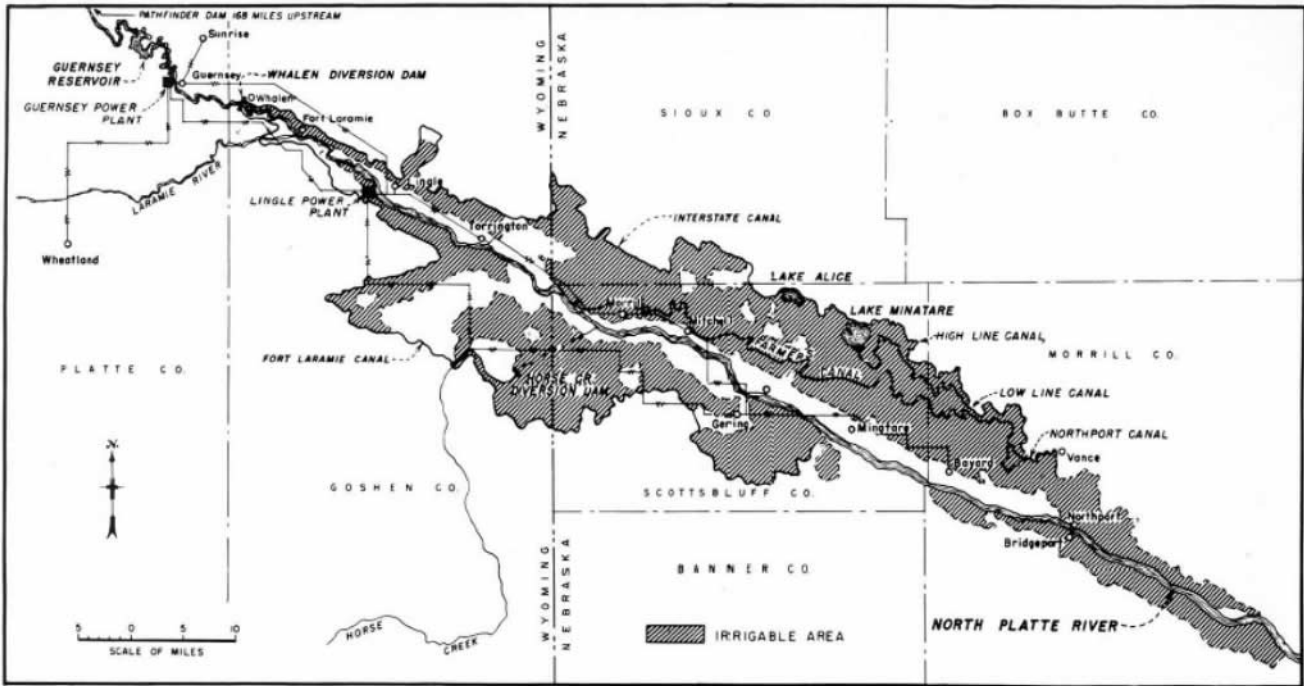 PATHFINDER DAM 168 MILES UPSTREAM
Sunrise
GUERNSEY
RESERVOIR
Guernsey
WHALEN DIVERSION DAM
GUERNSEY POWER
PLANT
Whalen
Fort Laramie
WYOMING
NEBRASKA
SIOUX CO.
BOX BUTTE CO.
LARAMIE RIVER
Lingle
LINGLE POWER
PLANT
INTERSTATE CANAL
Torrington
Wheatland
LAKE ALICE
Morrill
LAKE MINATARE
Mitchell
HIGH LINE CANAL
FARMERS
CANAL
MORRILL CO.
FORT LARAMIE CANAL
PLATTE CO.
HORSE CR.
DIVERSION DAM
LOW LINE CANAL
Gering
Minatare
NORTHPORT CANAL
Vance
Bayard
N
GOSHEN CO.
SCOTTSBLUFF CO.
Northport
Bridgeport
WYOMING
NEBRASKA
BANNER CO.
NORTH PLATTE RIVER
HORSE
CREEK
IRRIGABLE AREA
5 0 5 10
SCALE OF MILES